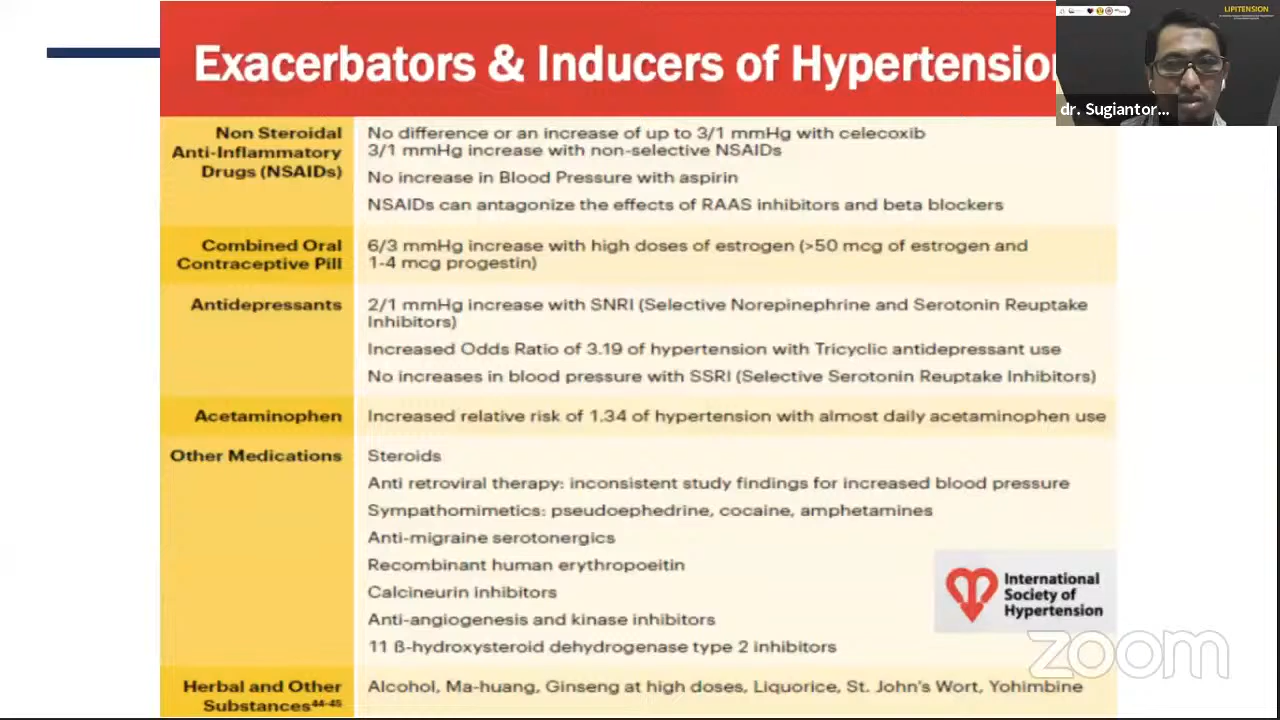 Exacerbators & Inducers of Hypertensio
LIPITENSION
dr. Sugiantor...
Non Steroidal
Anti-Inflammatory
Drugs (NSAIDs)
No difference or an increase of up to 3/1 mmHg with celecoxib
3/1 mmHg increase with non-selective NSAIDs
No increase in Blood Pressure with aspirin
NSAIDs can antagonize the effects of RAAS inhibitors and beta blockers
Combined Oral
Contraceptive Pill
6/3 mmHg increase with high doses of estrogen (>50 mcg of estrogen and
1-4 mcg progestin)
Antidepressants
2/1 mmHg increase with SNRI (Selective Norepinephrine and Serotonin Reuptake
Inhibitors)
Increased Odds Ratio of 3.19 of hypertension with Tricyclic antidepressant use
No increases in blood pressure with SSRI (Selective Serotonin Reuptake Inhibitors)
Acetaminophen
Increased relative risk of 1.34 of hypertension with almost daily acetaminophen use
Other Medications
Steroids
Anti retroviral therapy: inconsistent study findings for increased blood pressure
Sympathomimetics: pseudoephedrine, cocaine, amphetamines
Anti-migraine serotonergics
Recombinant human erythropoeitin
Calcineurin inhibitors
Anti-angiogenesis and kinase inhibitors
11 ß-hydroxysteroid dehydrogenase type 2 inhibitors
International
Society of
Hypertension
zoom
Herbal and Other
Substances⁴⁴⁻⁴⁵
Alcohol, Ma-huang, Ginseng at high doses, Liquorice, St. John's Wort, Yohimbine